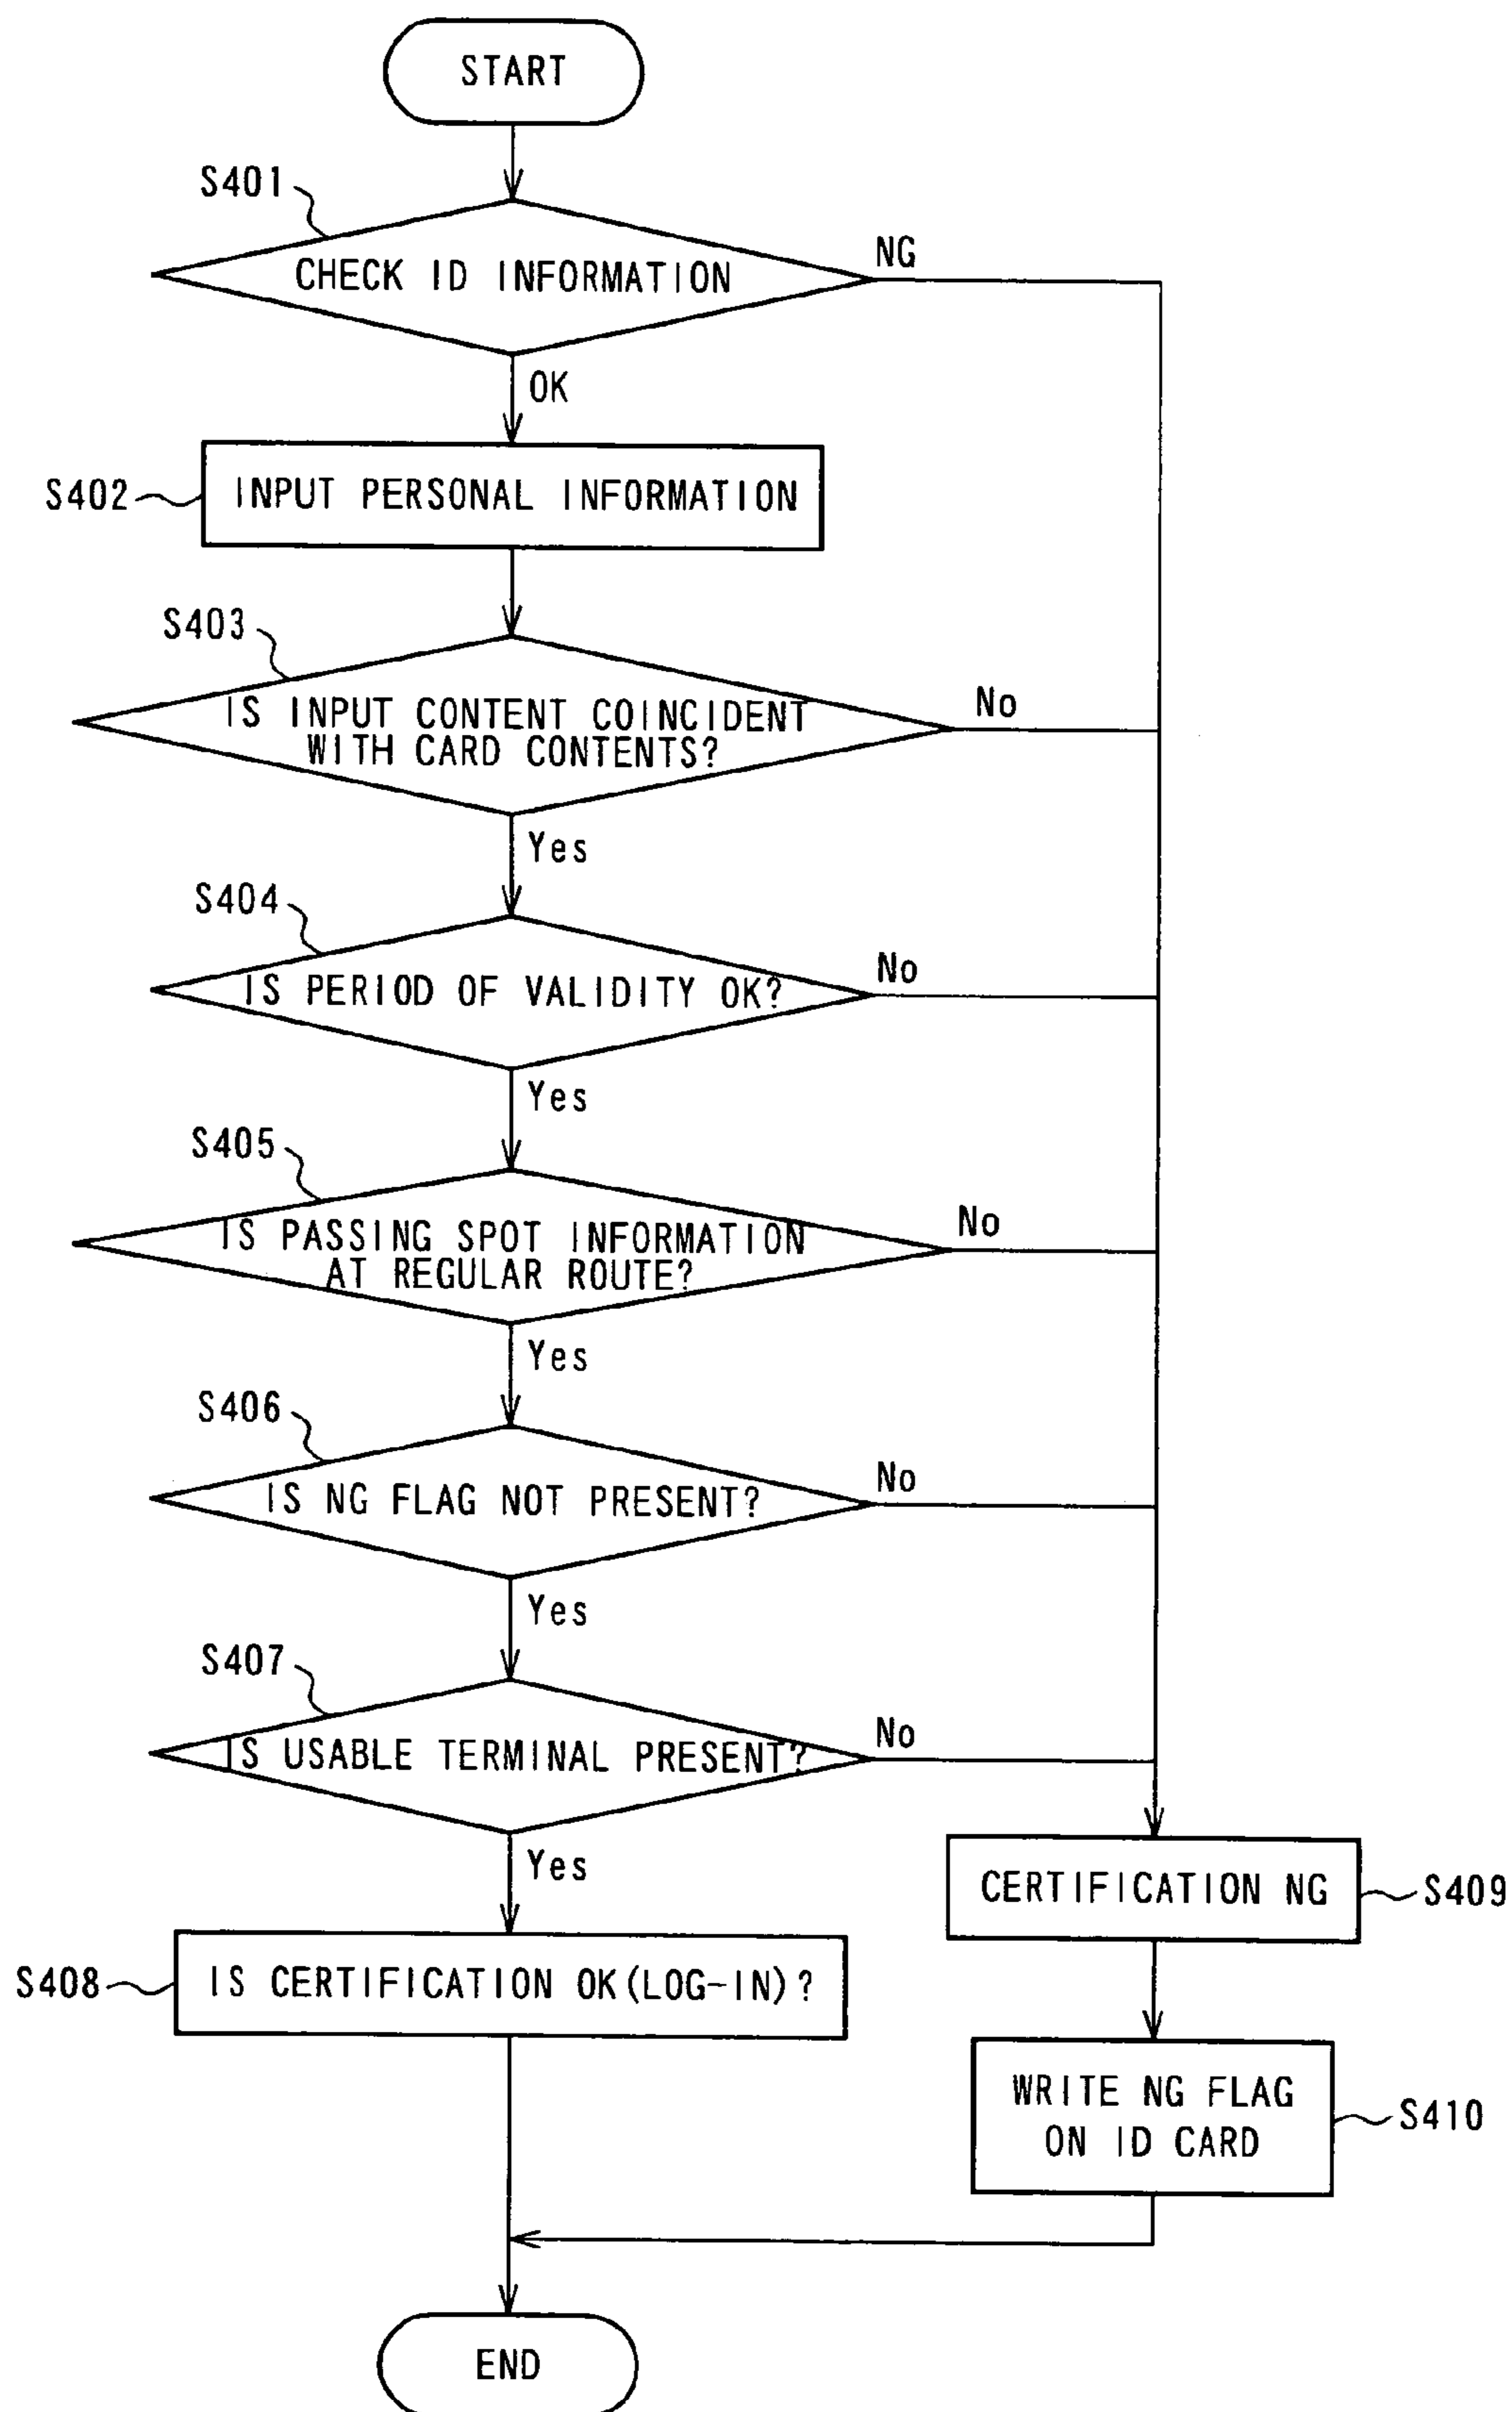 START
S401
CHECK ID INFORMATION
NG
OK
S402
INPUT PERSONAL INFORMATION
S403
IS INPUT CONTENT COINCIDENT
WITH CARD CONTENTS?
No
Yes
S404
IS PERIOD OF VALIDITY OK?
No
Yes
S405
IS PASSING SPOT INFORMATION
AT REGULAR ROUTE?
No
Yes
S406
IS NG FLAG NOT PRESENT?
No
Yes
S407
IS USABLE TERMINAL PRESENT?
No
Yes
CERTIFICATION NG
S409
S408
IS CERTIFICATION OK(LOG-IN)?
WRITE NG FLAG
ON ID CARD
S410
END